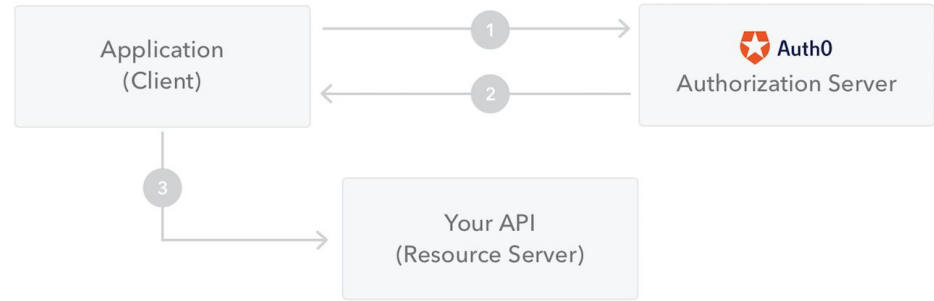 Application
(Client)
1
Auth0
Authorization Server
2
3
Your API
(Resource Server)